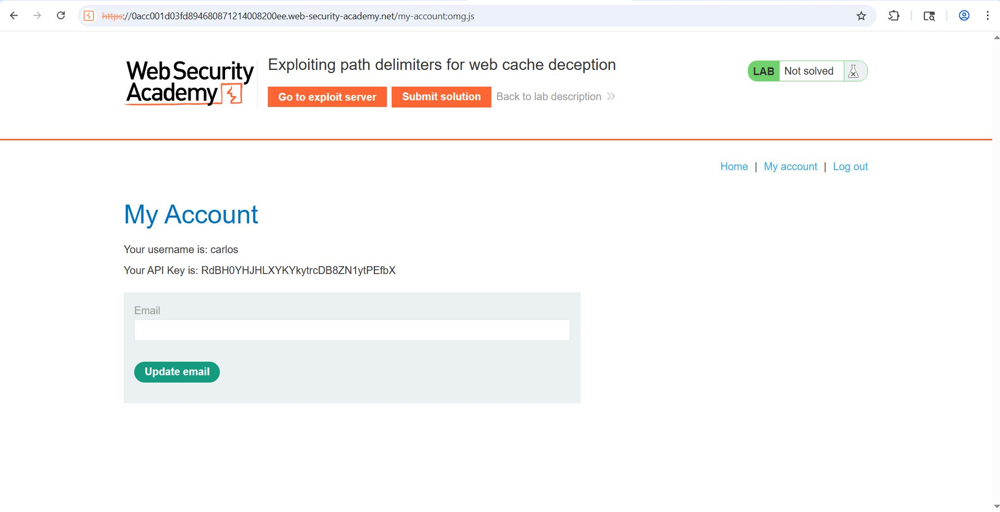 https://0acc001d03fd894680871214008200ee.web-security-academy.net/my-account;omg.js
Web Security
Academy
Exploiting path delimiters for web cache deception
Go to exploit server
Submit solution
Back to lab description
LAB
Not solved
Home | My account | Log out
My Account
Your username is: carlos
Your API Key is: RdBH0YHJHLXYKYkytrcDB8ZN1ytPEfbX
Email
Update email